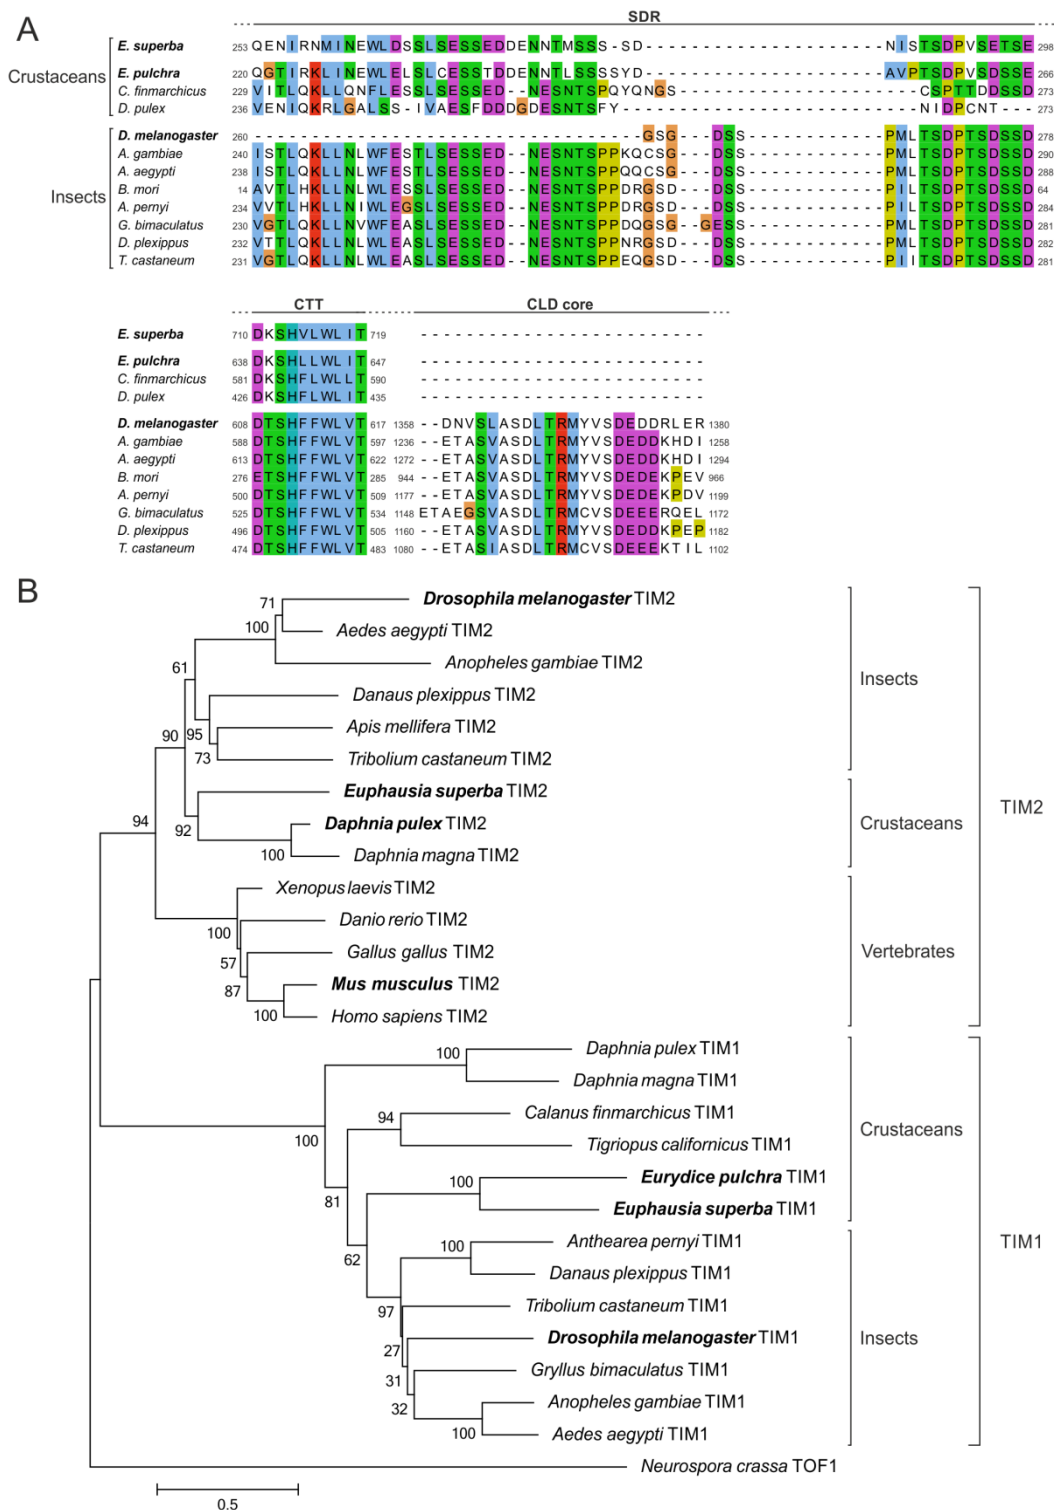 A
SDR
Crustaceans
E. superba 253 QENIRNMINEWLDSSLSESSEDDENNTMSSS-SD- - - - - - - - - - - - - - - - - - - - - NISTSDPVSETSE 298
E. pulchra 220 QGTIRKLINEWLELSLCESSTDDENNTLSSSSYD- - - - - - - - - - - - - - - - - - - - - AVPTSDPVSDSSE 266
C. finmarchicus 229 VITLQKLLQNFLESSLSESSEDD--NESNTSPQYQNGS- - - - - - - - - - - - - - - - - - - - - CSPTTDDSSD 273
D. pulex 236 VENIQKRLGALSS-IVAESFDDDGDESNTSFY- - - - - - - - - - - - - - - - - - - - - - - NIDPCNT- - 273
Insects
D. melanogaster 260 - - - - - - - - - - - - - - - - - - - - - - - - - - - - - - - - - GSG- - -DSS- - - - - - - - - - - - - PMLTSDPTSDSSD 278
A. gambiae 240 ISTLQKLLNLWFESTLSESSED--NESNTSPPKQCSG- - -DSS- - - - - - - - - - - - - PMLTSDPTSDSSD 290
A. aegypti 238 ISTLQKLLNLWFESSLSESSED--NESNTSPPQQCSG- - -DSS- - - - - - - - - - - - - PMLTSDPTSDSSD 288
B. mori 14 AVTLHKLLNLWLESSLSESSED--NESNTSPPDRGSD- - -DSS- - - - - - - - - - - - - PILTSDPTSDSSD 64
A. pernyi 234 VVTLHKLLNIWLEGSLSESSED--NESNTSPPDRGSD- - -DSS- - - - - - - - - - - - - PILTSDPTSDSSD 284
G. bimaculatus 230 VGTLQKLLNVWFEASLSESSED--NESNTSPPDQGSG- -GESS- - - - - - - - - - - - - PMLTSDPTSDSSD 281
D. plexippus 232 VTTLQKLLNLWLEASLSESSED--NESNTSPPNRGSD- - -DSS- - - - - - - - - - - - - PMLTSDPTSDSSD 282
T. castaneum 231 VGTLQKLLNLWLEASLSESSED--NESNTSPPEQGSD- - -DSS- - - - - - - - - - - - - PIITSDPTSDSSD 281
CTT CLD core
E. superba 710 DKSHVLWLIT 719 - - - - - - - - - - - - - - - - - - - - - - - - -
E. pulchra 638 DKSHLLWLIT 647 - - - - - - - - - - - - - - - - - - - - - - - - -
C. finmarchicus 581 DKSHFLWLLT 590 - - - - - - - - - - - - - - - - - - - - - - - - -
D. pulex 426 DKSHFLWLIT 435 - - - - - - - - - - - - - - - - - - - - - - - - -
D. melanogaster 608 DTSHFFWLVT 617 1358 --DNVSLASDLTRMYVSDEDDRLER 1380
A. gambiae 588 DTSHFFWLVT 597 1236 --ETASVASDLTRMYVSDEDDKHDI 1258
A. aegypti 613 DTSHFFWLVT 622 1272 --ETASVASDLTRMYVSDEDDKHDI 1294
B. mori 276 ETSHFFWLVT 285 944 --ETASVASDLTRMYVSDEDEKPEV 966
A. pernyi 500 DTSHFFWLVT 509 1177 --ETASVASDLTRMYVSDEDEKPDV 1199
G. bimaculatus 525 DTSHFFWLVT 534 1148 ETAEGSVASDLTRMCVSDEEERQEL 1172
D. plexippus 496 DTSHFFWLVT 505 1160 --ETASVASDLTRMYVSDEDEKPEP 1182
T. castaneum 474 DTSHFFWLVT 483 1080 --ETASIASDLTRMCVSDEEEKTIL 1102
B
71 Drosophila melanogaster TIM2
100 Aedes aegypti TIM2
Anopheles gambiae TIM2
61 Insects
Danaus plexippus TIM2
90 95 Apis mellifera TIM2
73 Tribolium castaneum TIM2
Euphausia superba TIM2
TIM2
94 92 Daphnia pulex TIM2
Crustaceans
100 Daphnia magna TIM2
Xenopus laevis TIM2
100 Danio rerio TIM2
57 Gallus gallus TIM2
Vertebrates
87 Mus musculus TIM2
100 Homo sapiens TIM2
100 Daphnia pulex TIM1
Daphnia magna TIM1
94 Calanus finmarchicus TIM1
Crustaceans
100 Tigriopus californicus TIM1
100 Eurydice pulchra TIM1
81 Euphausia superba TIM1
TIM1
62 100 Anthearea pernyi TIM1
Danaus plexippus TIM1
97 Tribolium castaneum TIM1
27 Drosophila melanogaster TIM1
Insects
31 Gryllus bimaculatus TIM1
32 Anopheles gambiae TIM1
100 Aedes aegypti TIM1
Neurospora crassa TOF1
0.5